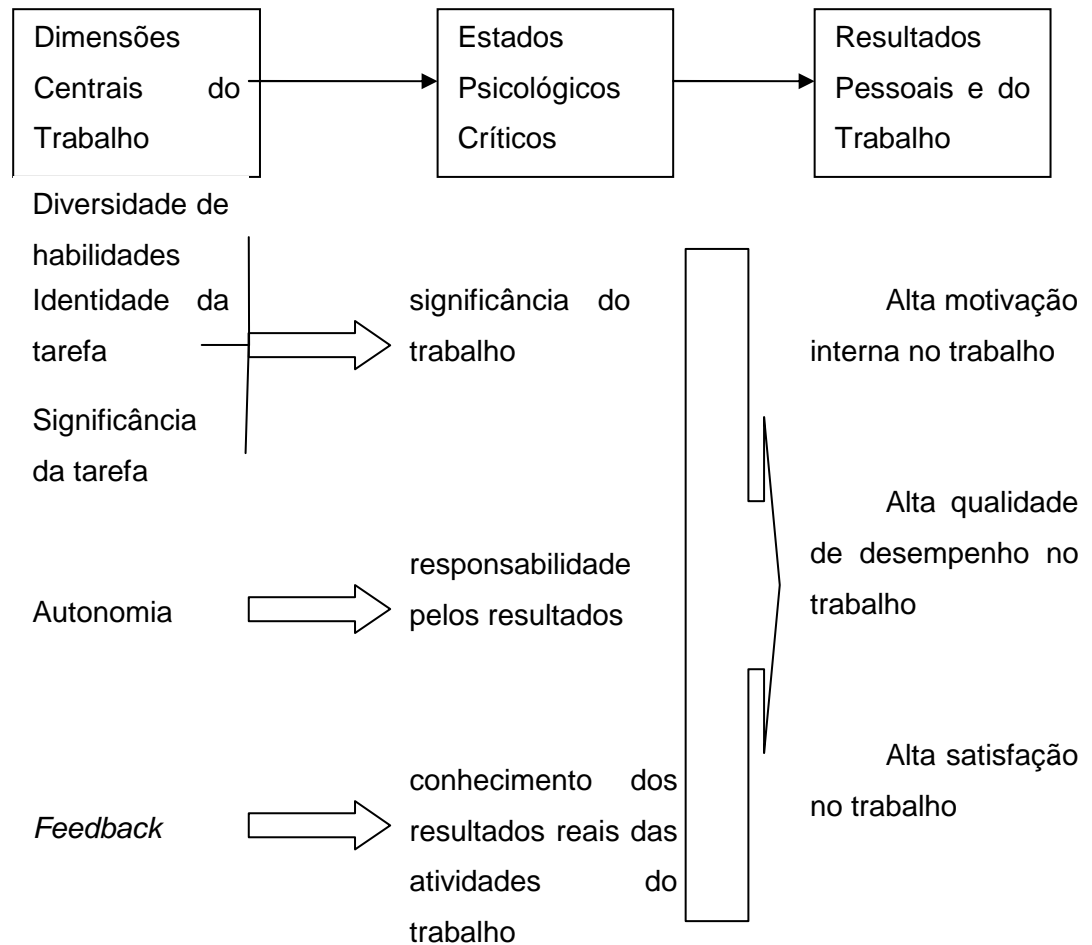 Dimensões
Centrais do
Trabalho
Estados
Psicológicos
Críticos
Resultados
Pessoais e do
Trabalho
Diversidade de
habilidades
Identidade da
tarefa
Significância
da tarefa
significância do
trabalho
Alta motivação
interna no trabalho
Autonomia
responsabilidade
pelos resultados
Alta qualidade
de desempenho no
trabalho
Feedback
conhecimento dos
resultados reais das
atividades do
trabalho
Alta satisfação
no trabalho